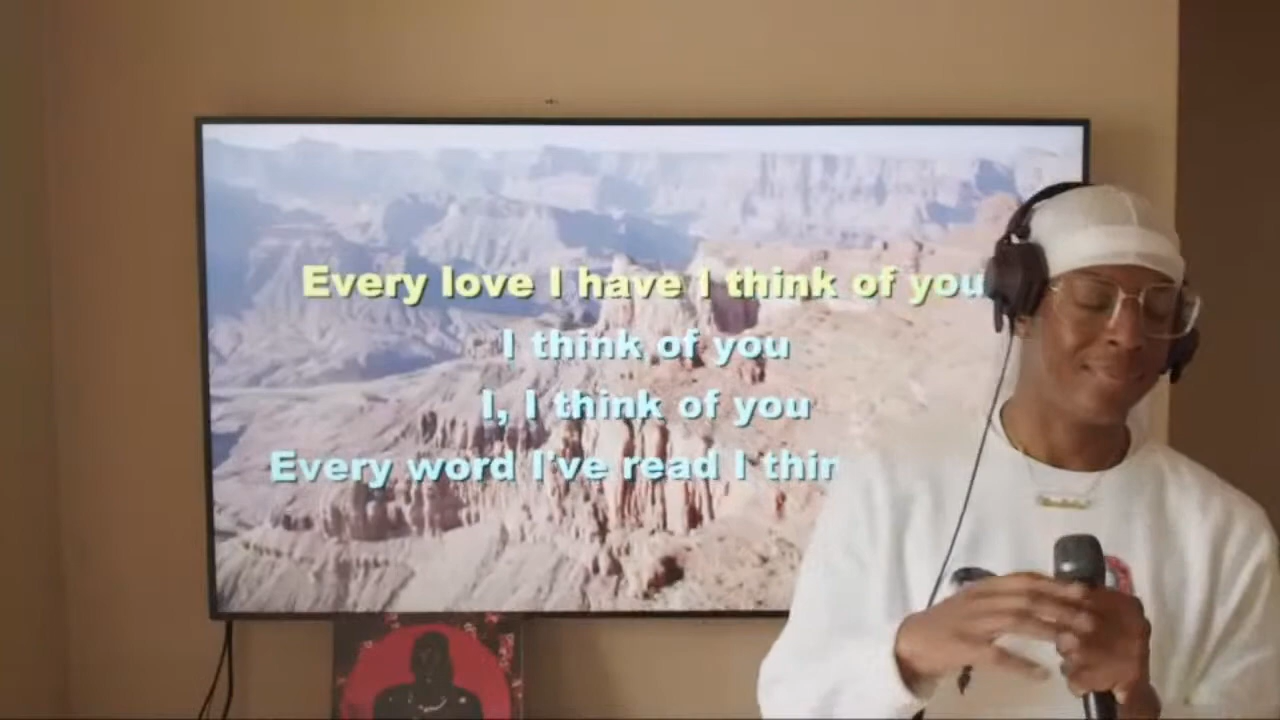 Every love I have I think of you
I think of you
I, I think of you
Every word I've read I thin